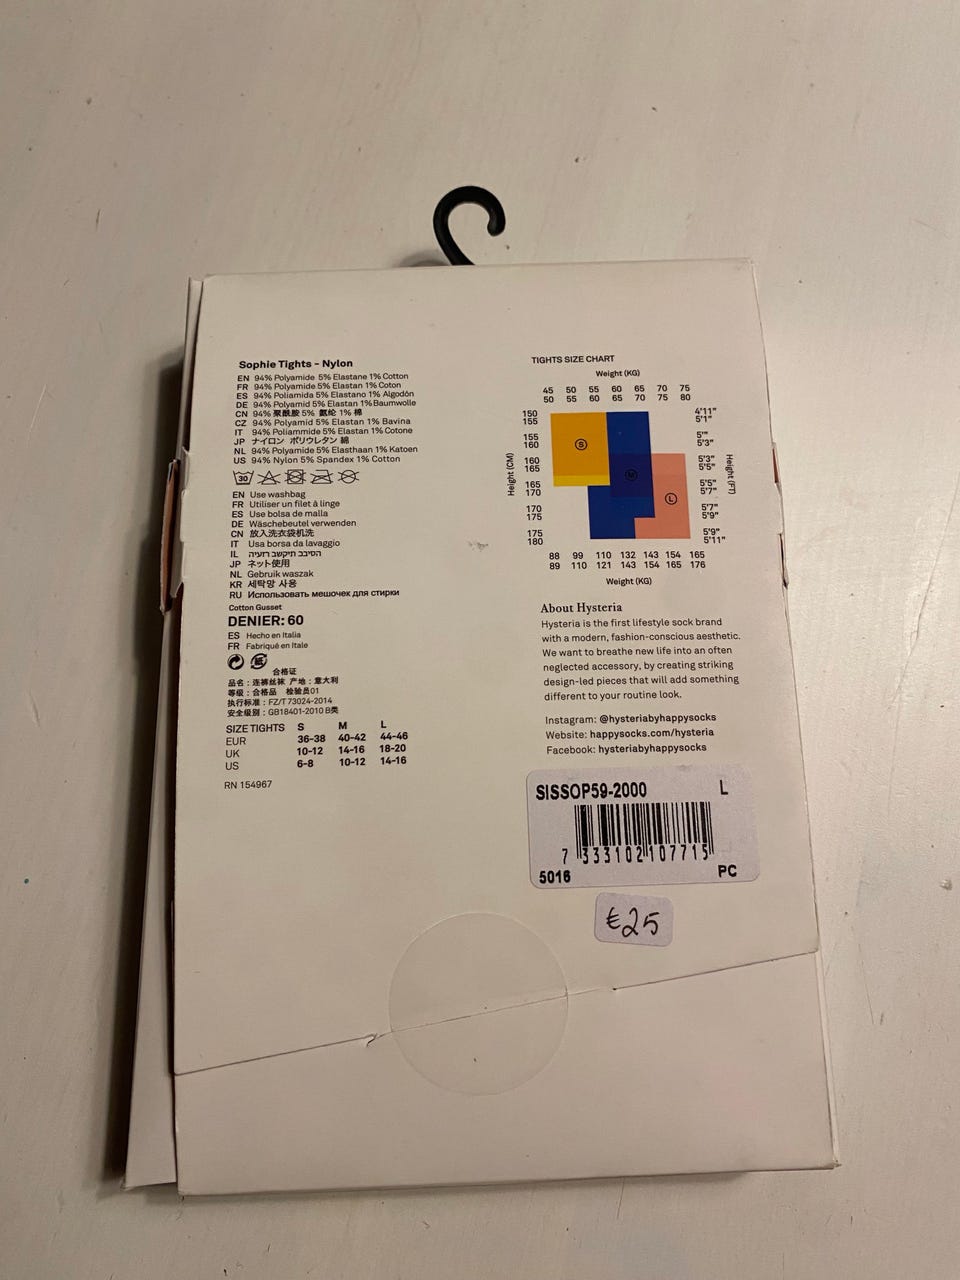 Sophie Tights – Nylon
EN 94% Polyamide 5% Elastane 1% Cotton
FR 94% Polyamide 5% Elastan 1% Coton
ES 94% Poliamida 5% Elastano 1% Algodón
DE 94% Polyamid 5% Elastan 1% Baumwolle
CN 94% 聚酰胺 5% 氨纶 1% 棉
CZ 94% Polyamid 5% Elastan 1% Bavlna
IT 94% Poliammide 5% Elastan 1% Cotone
JP ナイロン ポリウレタン 綿
NL 94% Polyamide 5% Elasthaan 1% Katoen
US 94% Nylon 5% Spandex 1% Cotton
30
EN Use washbag
FR Utiliser un filet à linge
ES Use bolsa de malla
DE Wäschebeutel verwenden
CN 放入洗衣袋机洗
IT Usa borsa da lavaggio
IL
JP ネット使用
NL Gebruik waszak
KR 세탁망 사용
RU Использовать мешочек для стирки
Cotton Gusset
DENIER: 60
ES Hecho en Italia
FR Fabriqué en Italie
合格证
品名：连裤丝袜 产地：意大利
等级：合格品 检验员01
执行标准：FZ/T 73024-2014
安全级别：GB18401-2010 B类
SIZE TIGHTS S M L
EUR 36–38 40–42 44–46
UK 10–12 14–16 18–20
US 6–8 10–12 14–16
RN 154967
TIGHTS SIZE CHART
Weight (KG)
45 50 55 60 65 70 75
50 55 60 65 70 75 80
Height (CM)
150
155
155
160
160
165
165
170
170
175
175
180
S
M
L
4'11"
5'1"
5'"
5'3"
5'3"
5'5"
5'5"
5'7"
5'7"
5'9"
5'9"
5'11"
Height (FT)
88 99 110 132 143 154 165
89 110 121 143 154 165 176
Weight (KG)
About Hysteria
Hysteria is the first lifestyle sock brand
with a modern, fashion-conscious aesthetic.
We want to breathe new life into an often
neglected accessory, by creating striking
design-led pieces that will add something
different to your routine look.
Instagram: @hysteriabyhappysocks
Website: happysocks.com/hysteria
Facebook: hysteriabyhappysocks
SISSOP59-2000 L
7 333102 107715
5016 PC
€25